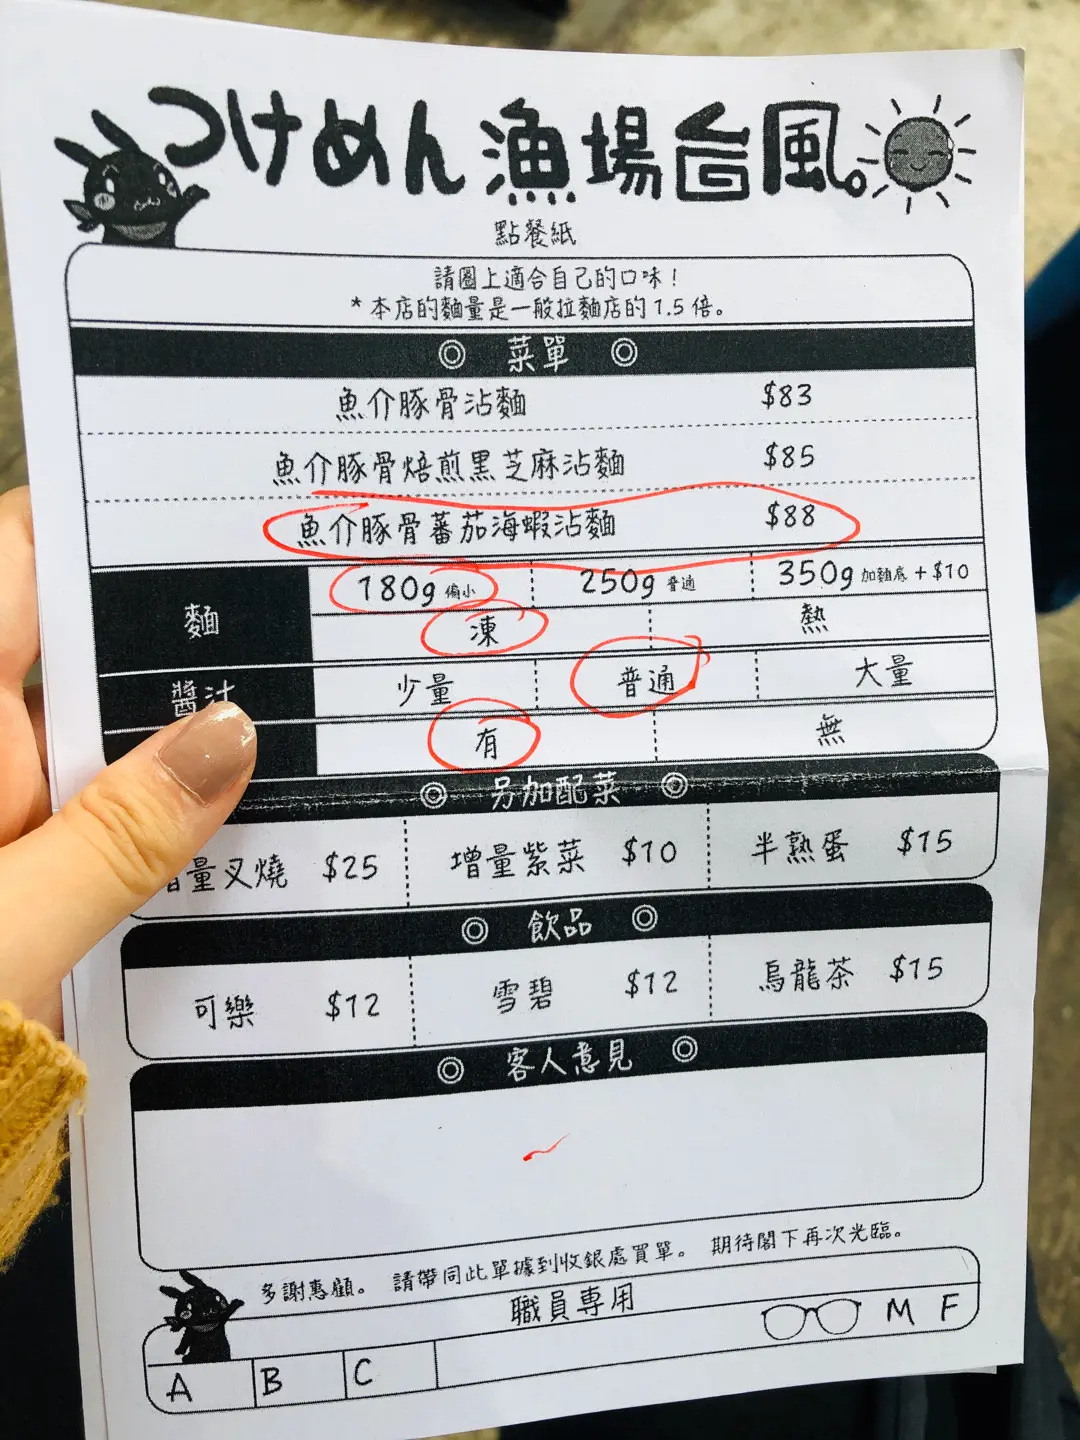 つけめん 漁場台風。
點餐紙
請圈上適合自己的口味！
*本店的麵量是一般拉麵店的1.5倍。
◎ 菜單 ◎
魚介豚骨沾麵 $83
魚介豚骨焙煎黑芝麻沾麵 $85
魚介豚骨蕃茄海蝦沾麵 $88
麵 180g 偏小 250g 普通 350g 加麵底 +$10
凍 熱
醬汁 少量 普通 大量
有 無
◎ 另加配菜 ◎
量叉燒 $25 增量紫菜 $10 半熟蛋 $15
◎ 飲品 ◎
可樂 $12 雪碧 $12 烏龍茶 $15
◎ 客人意見 ◎
多謝惠顧。 請帶同此單據到收銀處買單。 期待閣下再次光臨。
職員專用
M F
A B C